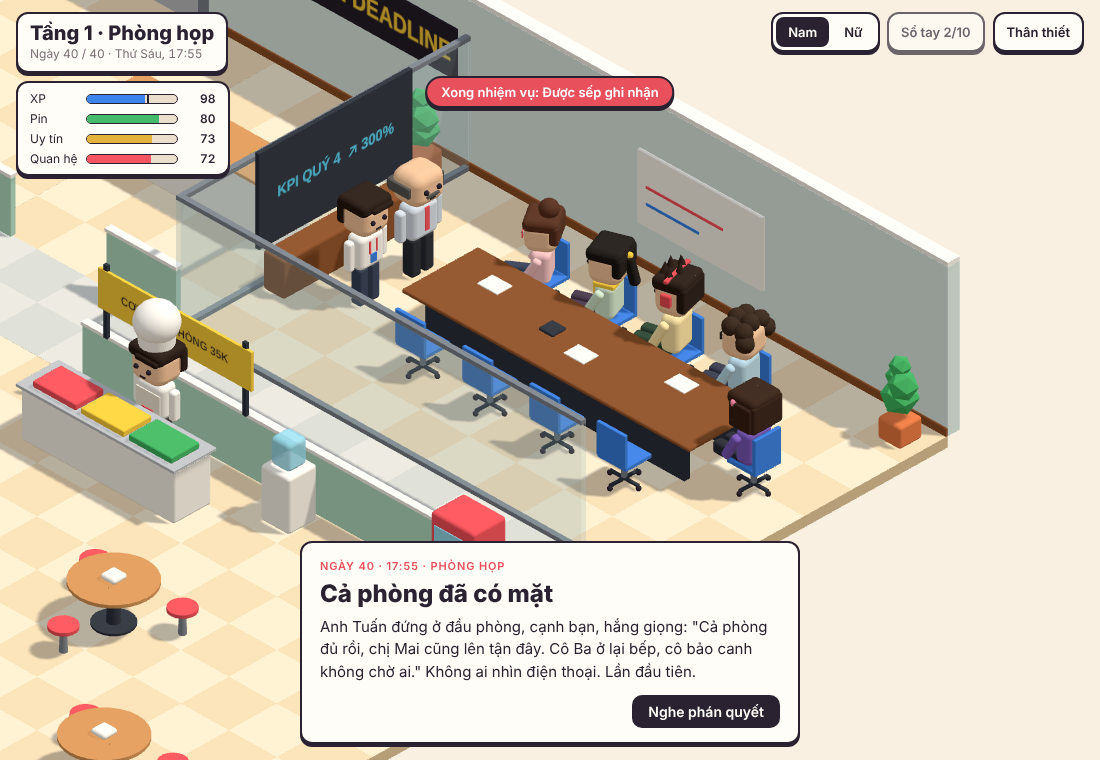 Tầng 1 · Phòng họp
Ngày 40 / 40 · Thứ Sáu, 17:55
XP 98
Pin 80
Uy tín 73
Quan hệ 72
DEADLINE
Xong nhiệm vụ: Được sếp ghi nhận
Nam
Nữ
Sổ tay 2/10
Thân thiết
KPI QUÝ 4 ↗ 300%
35K
NGÀY 40 · 17:55 · PHÒNG HỌP
Cả phòng đã có mặt
Anh Tuấn đứng ở đầu phòng, cạnh bạn, hắng giọng: "Cả phòng
đủ rồi, chị Mai cũng lên tận đây. Cô Ba ở lại bếp, cô bảo canh
không chờ ai." Không ai nhìn điện thoại. Lần đầu tiên.
Nghe phán quyết